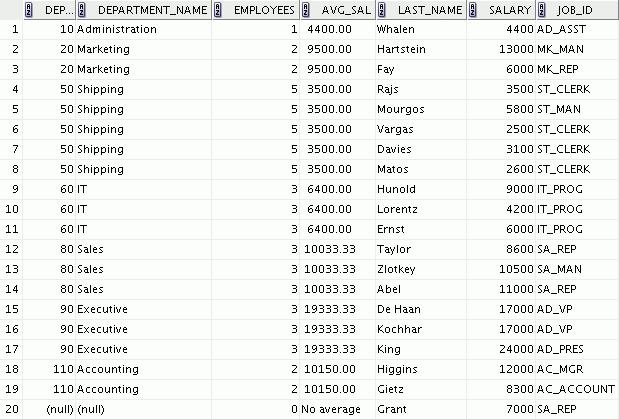 DEP... DEPARTMENT_NAME EMPLOYEES AVG_SAL LAST_NAME SALARY JOB_ID
1 10 Administration 1 4400.00 Whalen 4400 AD_ASST
2 20 Marketing 2 9500.00 Hartstein 13000 MK_MAN
3 20 Marketing 2 9500.00 Fay 6000 MK_REP
4 50 Shipping 5 3500.00 Rajs 3500 ST_CLERK
5 50 Shipping 5 3500.00 Mourgos 5800 ST_MAN
6 50 Shipping 5 3500.00 Vargas 2500 ST_CLERK
7 50 Shipping 5 3500.00 Davies 3100 ST_CLERK
8 50 Shipping 5 3500.00 Matos 2600 ST_CLERK
9 60 IT 3 6400.00 Hunold 9000 IT_PROG
10 60 IT 3 6400.00 Lorentz 4200 IT_PROG
11 60 IT 3 6400.00 Ernst 6000 IT_PROG
12 80 Sales 3 10033.33 Taylor 8600 SA_REP
13 80 Sales 3 10033.33 Zlotkey 10500 SA_MAN
14 80 Sales 3 10033.33 Abel 11000 SA_REP
15 90 Executive 3 19333.33 De Haan 17000 AD_VP
16 90 Executive 3 19333.33 Kochhar 17000 AD_VP
17 90 Executive 3 19333.33 King 24000 AD_PRES
18 110 Accounting 2 10150.00 Higgins 12000 AC_MGR
19 110 Accounting 2 10150.00 Gietz 8300 AC_ACCOUNT
20 (null) (null) 0 No average Grant 7000 SA_REP